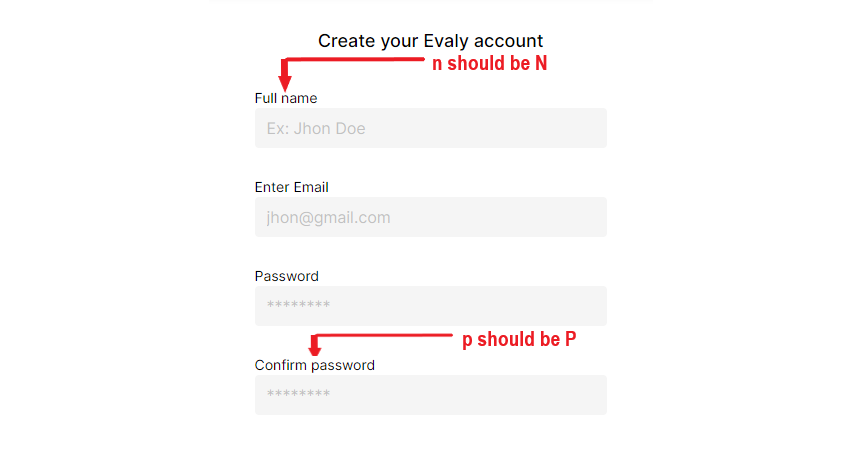 Create your Evaly account
n should be N
Full name
Ex: Jhon Doe
Enter Email
jhon@gmail.com
Password
********
p should be P
Confirm password
********